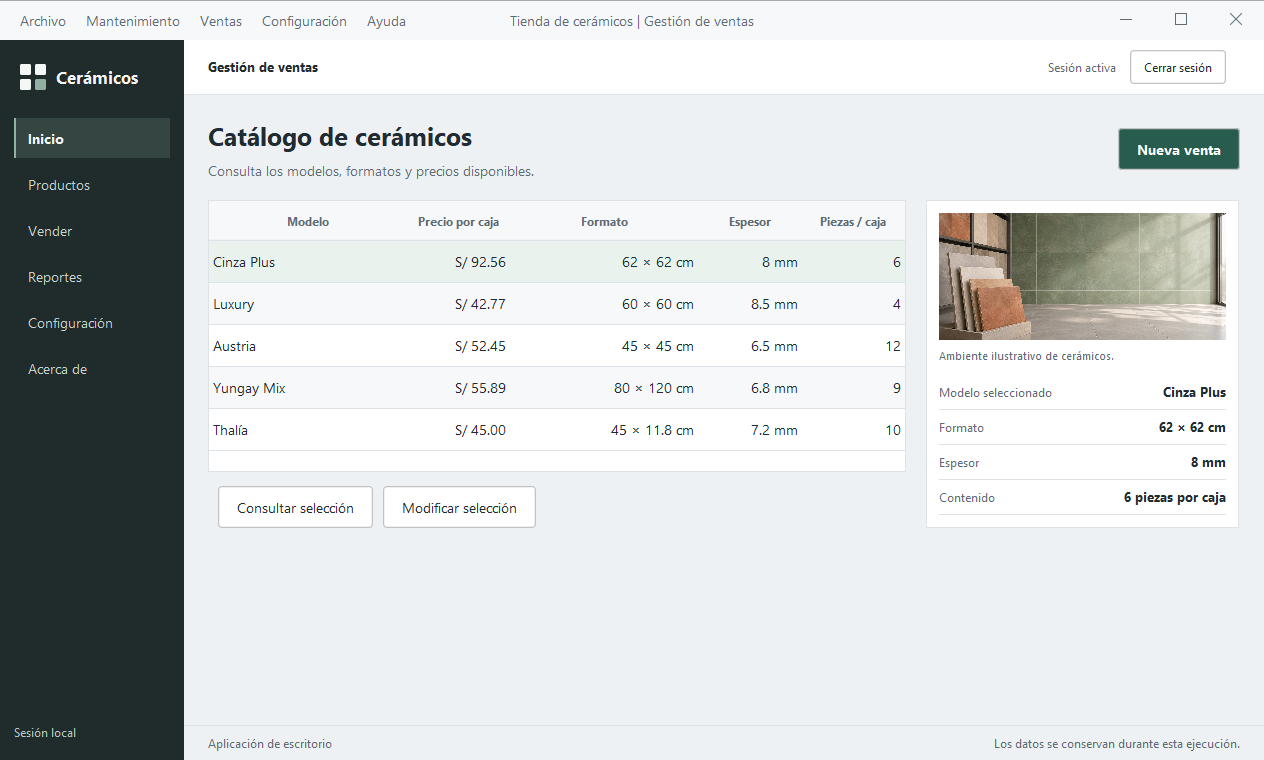 Archivo Mantenimiento Ventas Configuración Ayuda Tienda de cerámicos | Gestión de ventas
Cerámicos
Inicio
Productos
Vender
Reportes
Configuración
Acerca de
Sesión local
Gestión de ventas Sesión activa Cerrar sesión
Catálogo de cerámicos
Consulta los modelos, formatos y precios disponibles.
Nueva venta
Modelo Precio por caja Formato Espesor Piezas / caja
Cinza Plus S/ 92.56 62 × 62 cm 8 mm 6
Luxury S/ 42.77 60 × 60 cm 8.5 mm 4
Austria S/ 52.45 45 × 45 cm 6.5 mm 12
Yungay Mix S/ 55.89 80 × 120 cm 6.8 mm 9
Thalía S/ 45.00 45 × 11.8 cm 7.2 mm 10
Consultar selección Modificar selección
Ambiente ilustrativo de cerámicos.
Modelo seleccionado Cinza Plus
Formato 62 × 62 cm
Espesor 8 mm
Contenido 6 piezas por caja
Aplicación de escritorio Los datos se conservan durante esta ejecución.